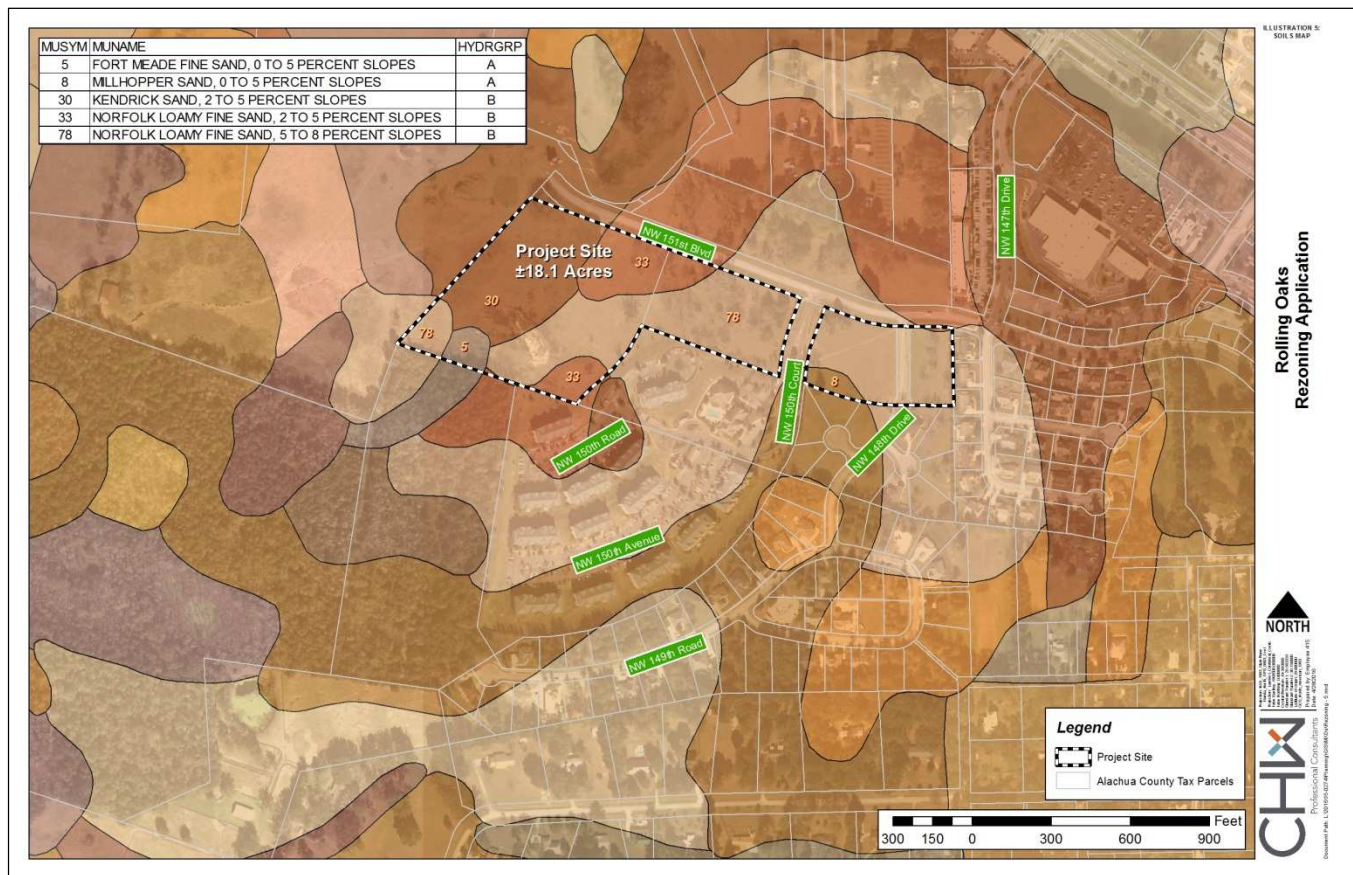 ILLUSTRATION 5:
SOILS MAP
MUSYM MUNAME HYDRGRP
5 FORT MEADE FINE SAND, 0 TO 5 PERCENT SLOPES A
8 MILLHOPPER SAND, 0 TO 5 PERCENT SLOPES A
30 KENDRICK SAND, 2 TO 5 PERCENT SLOPES B
33 NORFOLK LOAMY FINE SAND, 2 TO 5 PERCENT SLOPES B
78 NORFOLK LOAMY FINE SAND, 5 TO 8 PERCENT SLOPES B
NW 147th Drive
NW 151st Blvd
Project Site
±18.1 Acres
33
30
78
78
5
33
8
NW 150th Court
NW 148th Drive
NW 150th Road
NW 150th Avenue
NW 149th Road
Rolling Oaks
Rezoning Application
NORTH
Legend
Project Site
Alachua County Tax Parcels
300 150 0 300 600 900
Feet
CHW
Professional Consultants